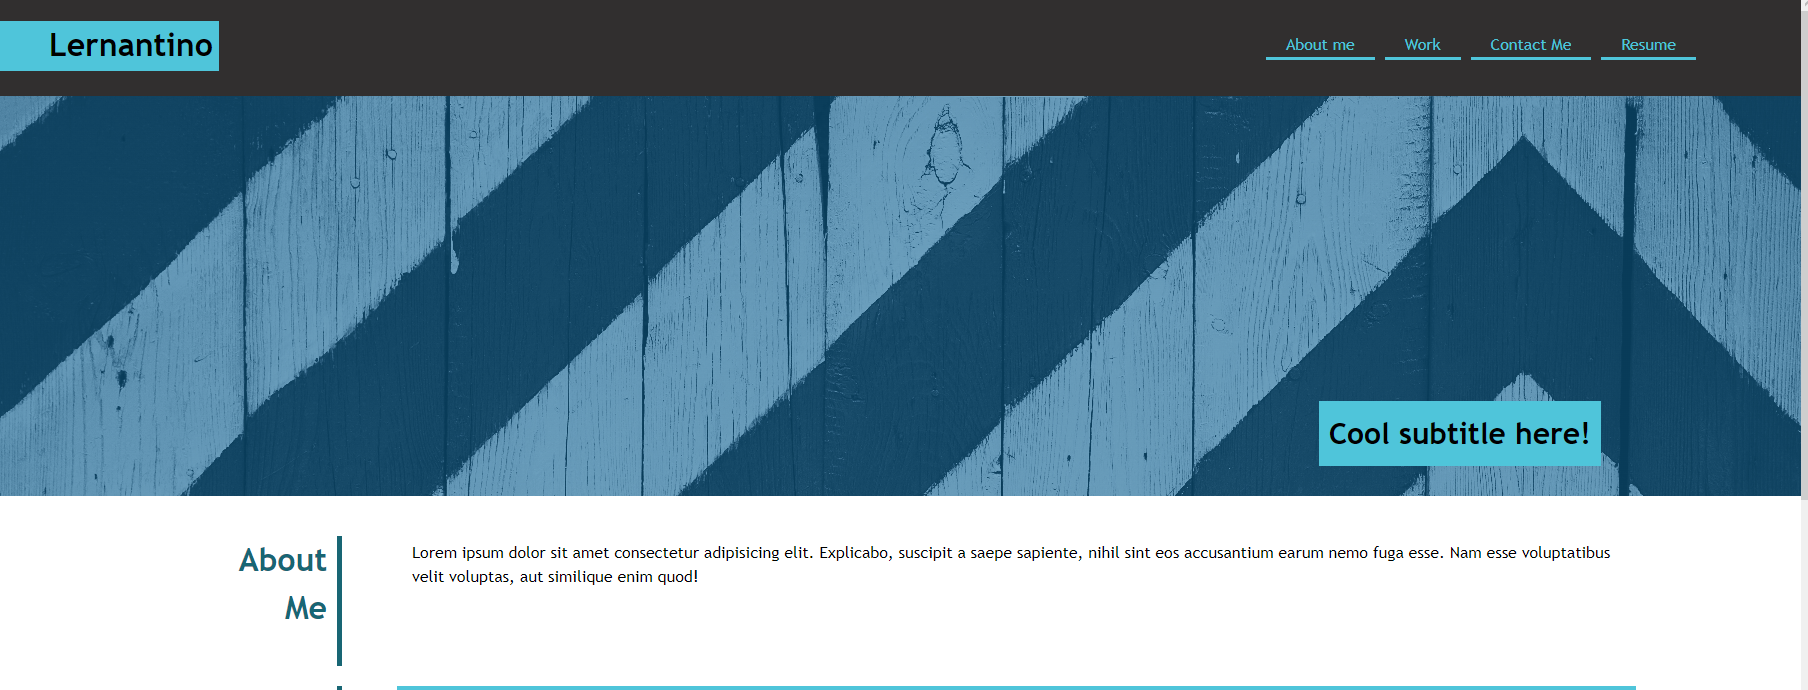 Lernantino
About me
Work
Contact Me
Resume
Cool subtitle here!
About
Me
Lorem ipsum dolor sit amet consectetur adipisicing elit. Explicabo, suscipit a saepe sapiente, nihil sint eos accusantium earum nemo fuga esse. Nam esse voluptatibus
velit voluptas, aut similique enim quod!